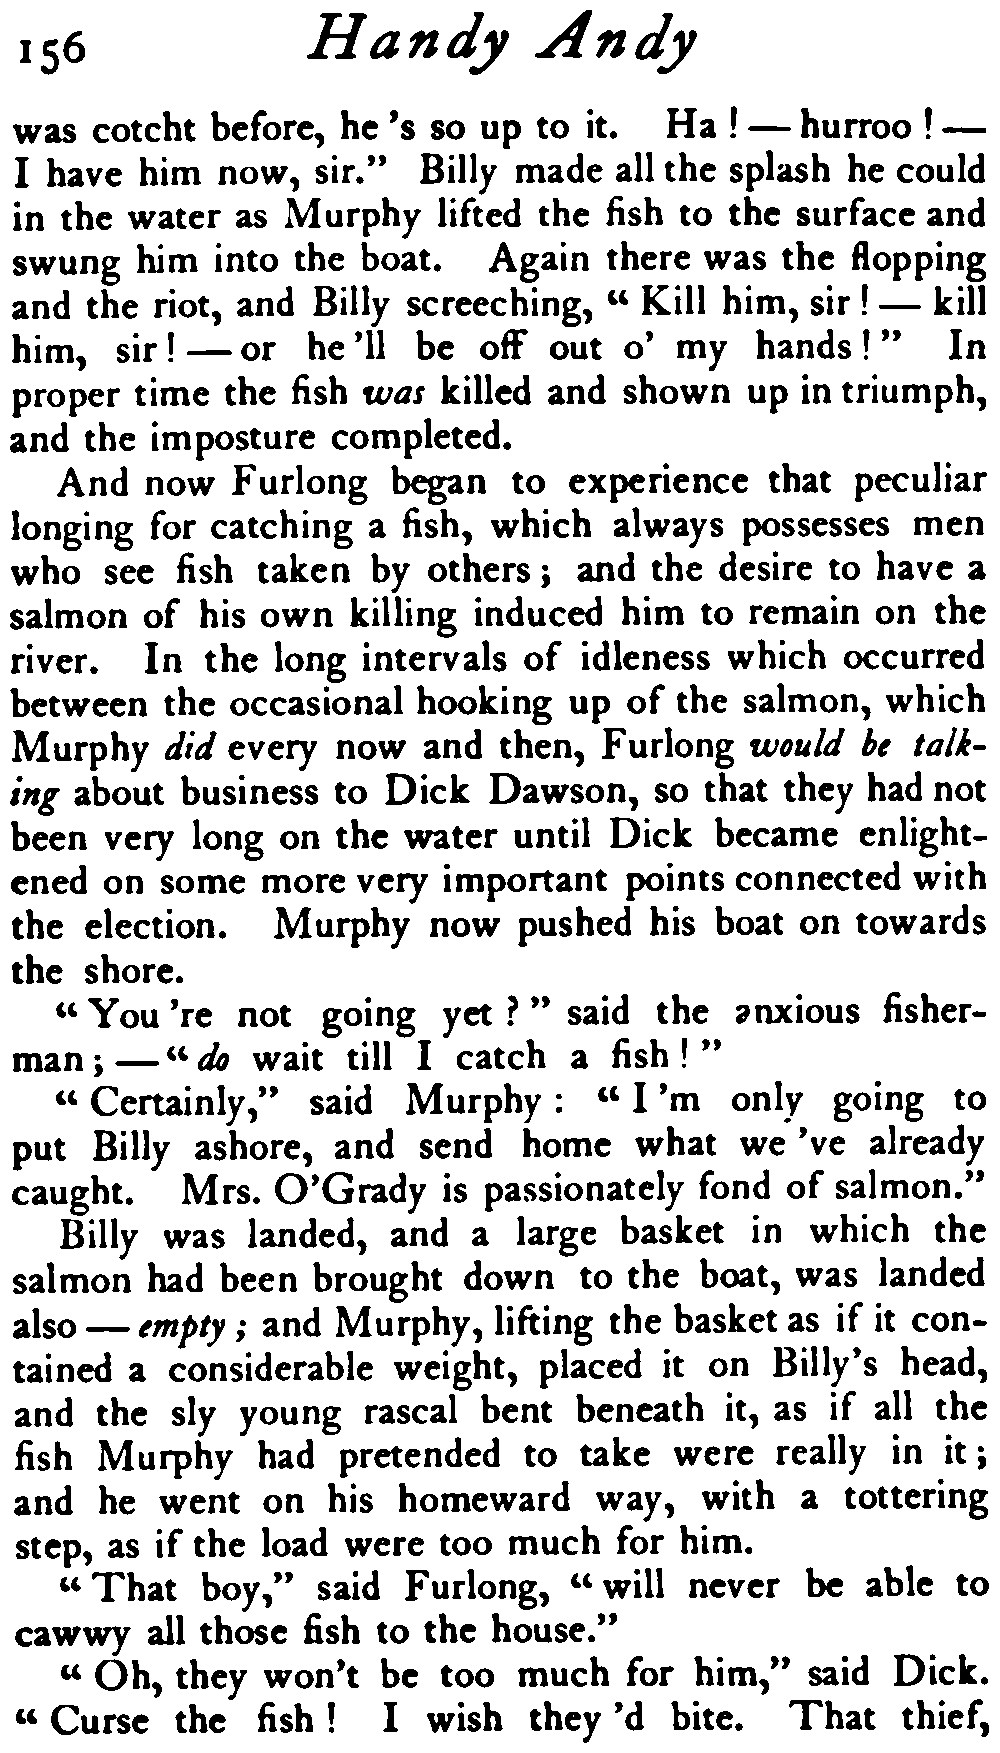 156 Handy Andy
was cotcht before, he 's so up to it. Ha ! — hurroo ! —
I have him now, sir." Billy made all the splash he could
in the water as Murphy lifted the fish to the surface and
swung him into the boat. Again there was the flopping
and the riot, and Billy screeching, " Kill him, sir ! — kill
him, sir ! — or he 'll be off out o' my hands ! " In
proper time the fish was killed and shown up in triumph,
and the imposture completed.
And now Furlong began to experience that peculiar
longing for catching a fish, which always possesses men
who see fish taken by others ; and the desire to have a
salmon of his own killing induced him to remain on the
river. In the long intervals of idleness which occurred
between the occasional hooking up of the salmon, which
Murphy did every now and then, Furlong would be talk-
ing about business to Dick Dawson, so that they had not
been very long on the water until Dick became enlight-
ened on some more very important points connected with
the election. Murphy now pushed his boat on towards
the shore.
" You 're not going yet ? " said the anxious fisher-
man ; — " do wait till I catch a fish ! "
" Certainly," said Murphy : " I 'm only going to
put Billy ashore, and send home what we 've already
caught. Mrs. O'Grady is passionately fond of salmon."
Billy was landed, and a large basket in which the
salmon had been brought down to the boat, was landed
also — empty ; and Murphy, lifting the basket as if it con-
tained a considerable weight, placed it on Billy's head,
and the sly young rascal bent beneath it, as if all the
fish Murphy had pretended to take were really in it ;
and he went on his homeward way, with a tottering
step, as if the load were too much for him.
" That boy," said Furlong, " will never be able to
cawwy all those fish to the house."
" Oh, they won't be too much for him," said Dick.
" Curse the fish ! I wish they 'd bite. That thief,